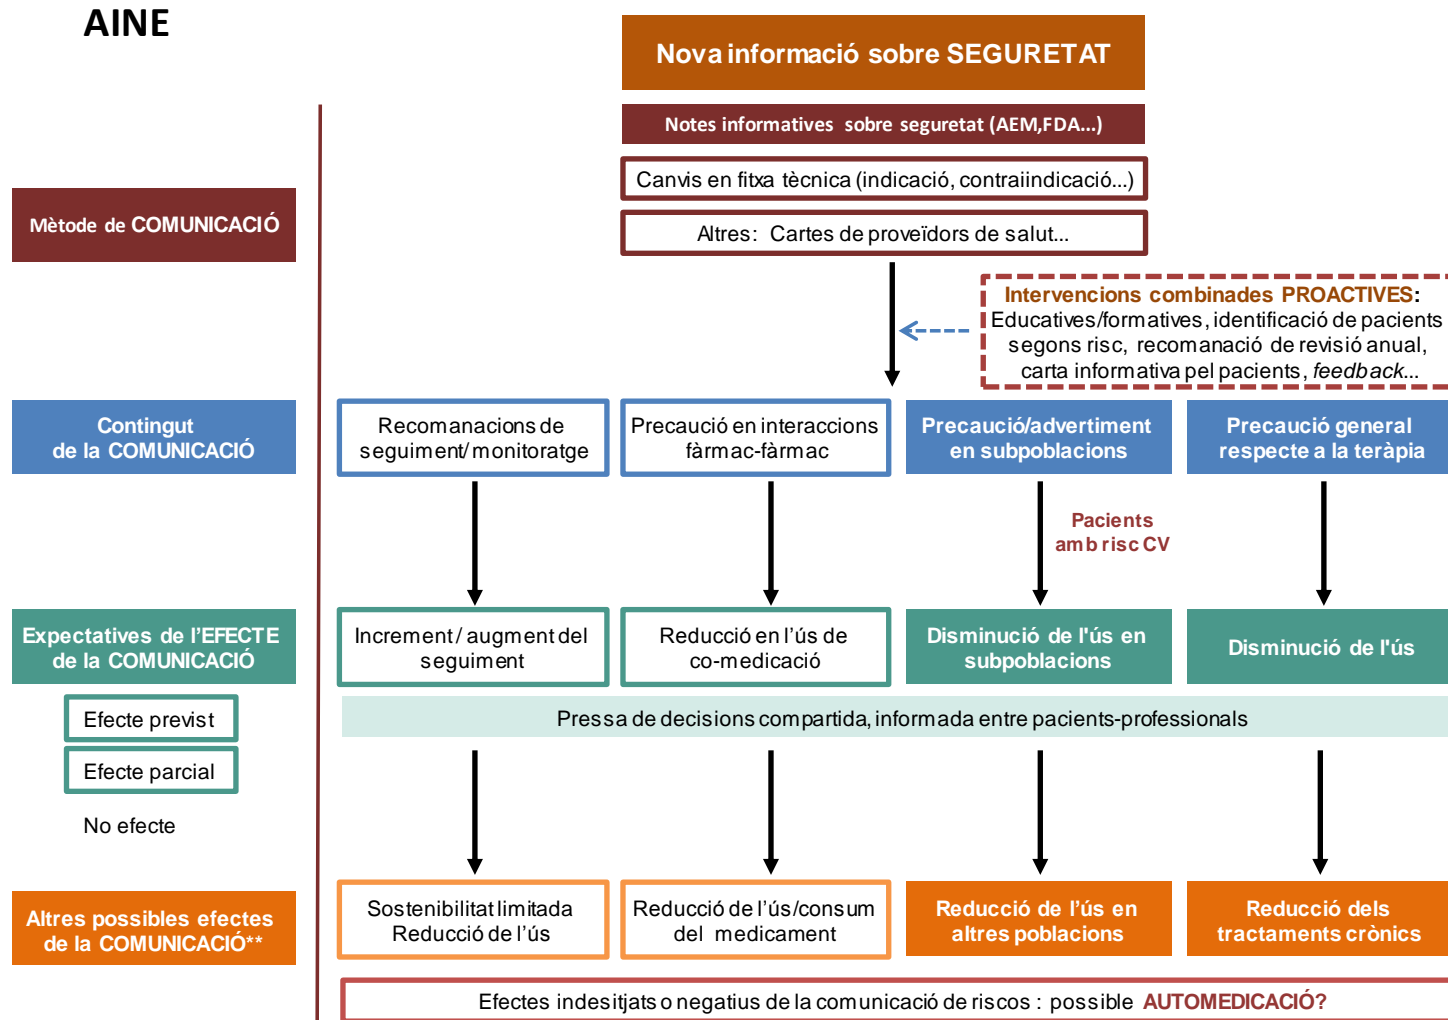 AINE
Nova informació sobre SEGURETAT
Notes informatives sobre seguretat (AEM,FDA...)
Canvis en fitxa tècnica (indicació, contraiindicació...)
Mètode de COMUNICACIÓ
Altres: Cartes de proveïdors de salut...
Intervencions combinades PROACTIVES:
Educatives/formatives, identificació de pacients
segons risc, recomanació de revisió anual,
carta informativa pel pacients, feedback...
Contingut
de la COMUNICACIÓ
Recomanacions de
seguiment/monitoratge
Precaució en interaccions
fàrmac-fàrmac
Precaució/advertiment
en subpoblacions
Precaució general
respecte a la teràpia
Pacients
amb risc CV
Expectatives de l'EFECTE
de la COMUNICACIÓ
Increment / augment del
seguiment
Reducció en l'ús de
co-medicació
Disminució de l'ús en
subpoblacions
Disminució de l'ús
Efecte previst
Pressa de decisions compartida, informada entre pacients-professionals
Efecte parcial
No efecte
Altres possibles efectes
de la COMUNICACIÓ**
Sostenibilitat limitada
Reducció de l'ús
Reducció de l'ús/consum
del medicament
Reducció de l'ús en
altres poblacions
Reducció dels
tractaments crònics
Efectes indesitjats o negatius de la comunicació de riscos : possible AUTOMEDICACIÓ?